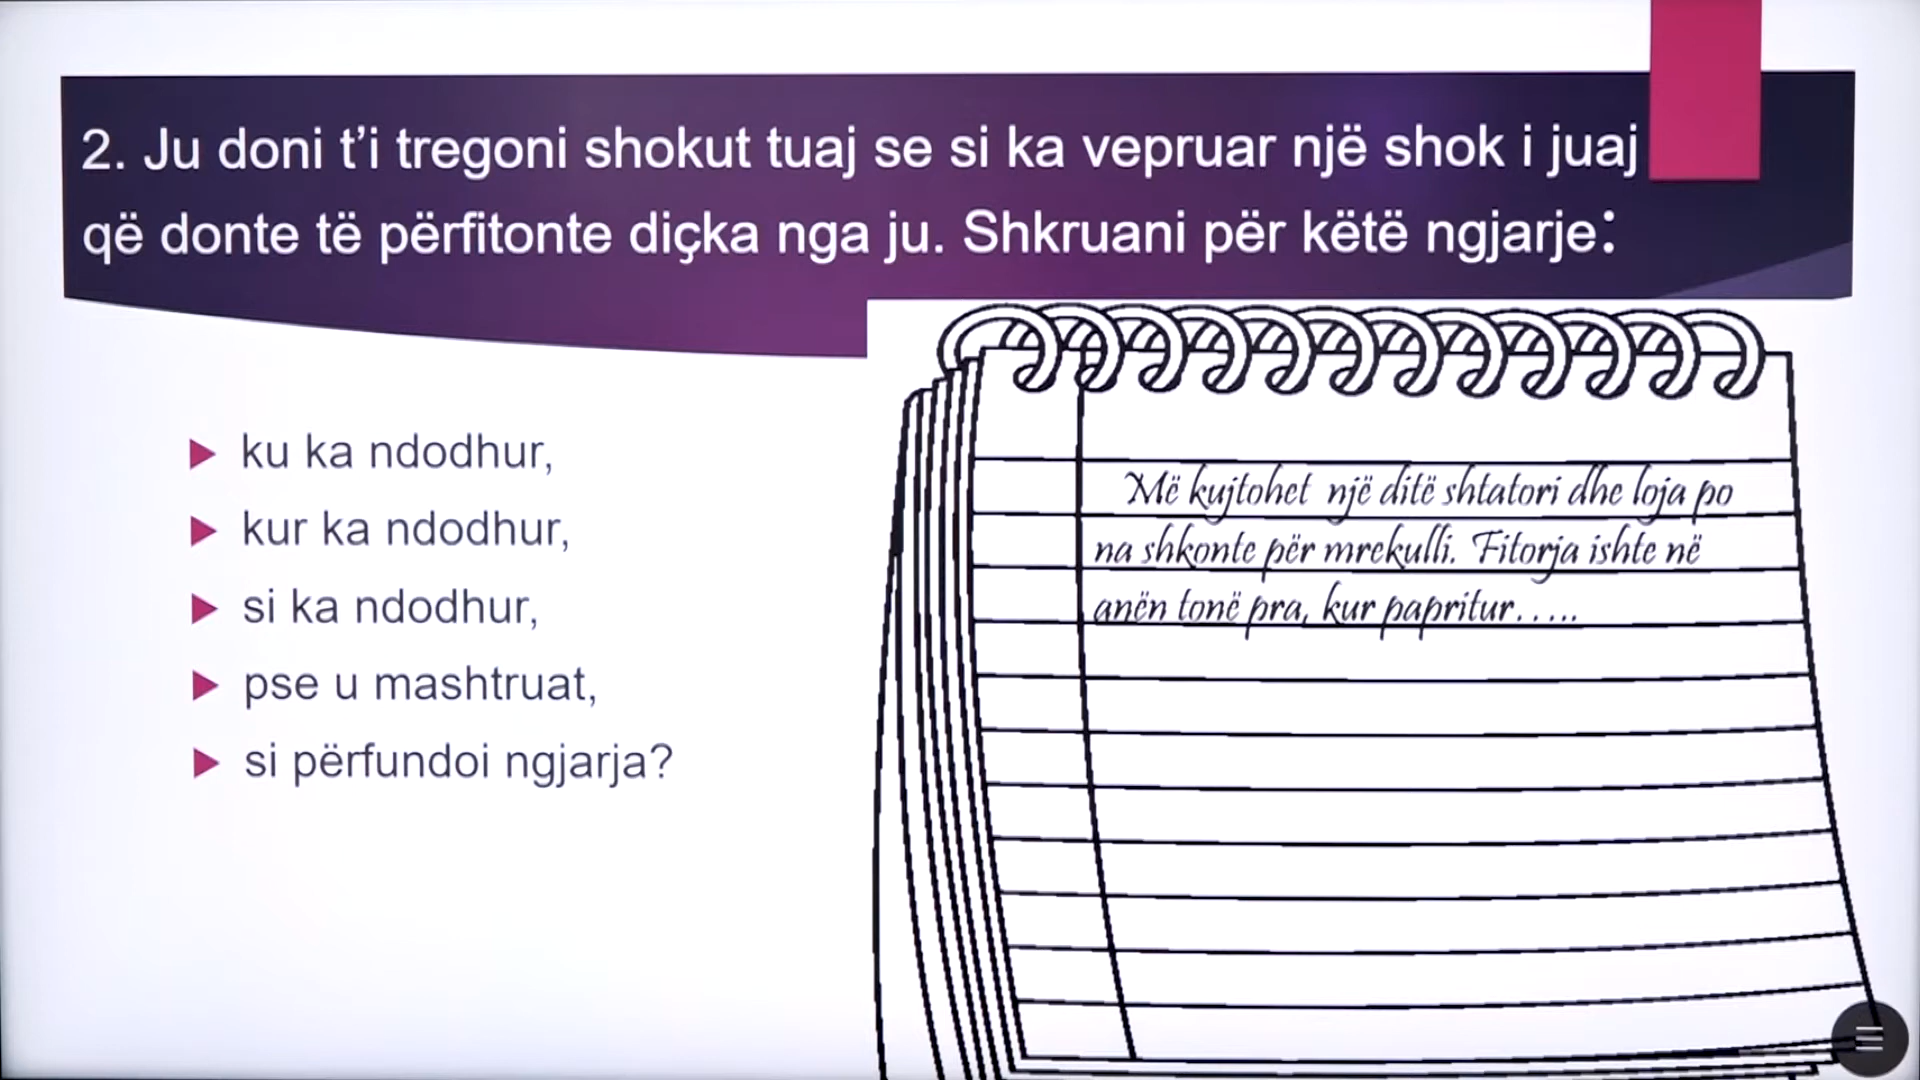 2. Ju doni t’i tregoni shokut tuaj se si ka vepruar një shok i juaj
që donte të përfitonte diçka nga ju. Shkruani për këtë ngjarje:
ku ka ndodhur,
kur ka ndodhur,
si ka ndodhur,
pse u mashtruat,
si përfundoi ngjarja?
Më kujtohet një ditë shtatori dhe loja po
na shkonte për mrekulli. Fitorja ishte në
anën tonë pra, kur papritur.....